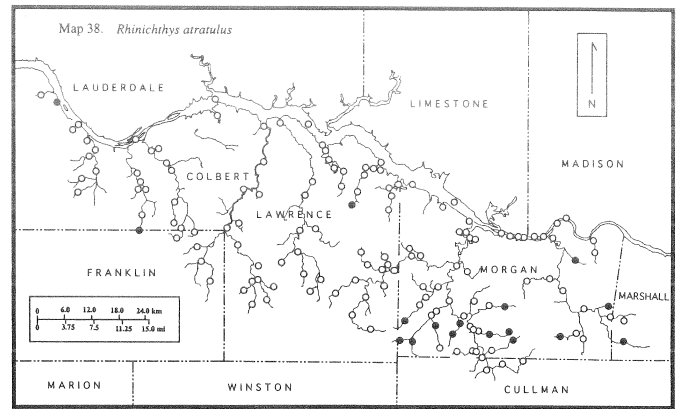 Map 38. Rhinichthys atratulus
LAUDERDALE
LIMESTONE
N
MADISON
COLBERT
LAWRENCE
FRANKLIN
MORGAN
MARSHALL
0 6.0 12.0 18.0 24.0 km
0 3.75 7.5 11.25 15.0 mi
MARION
WINSTON
CULLMAN